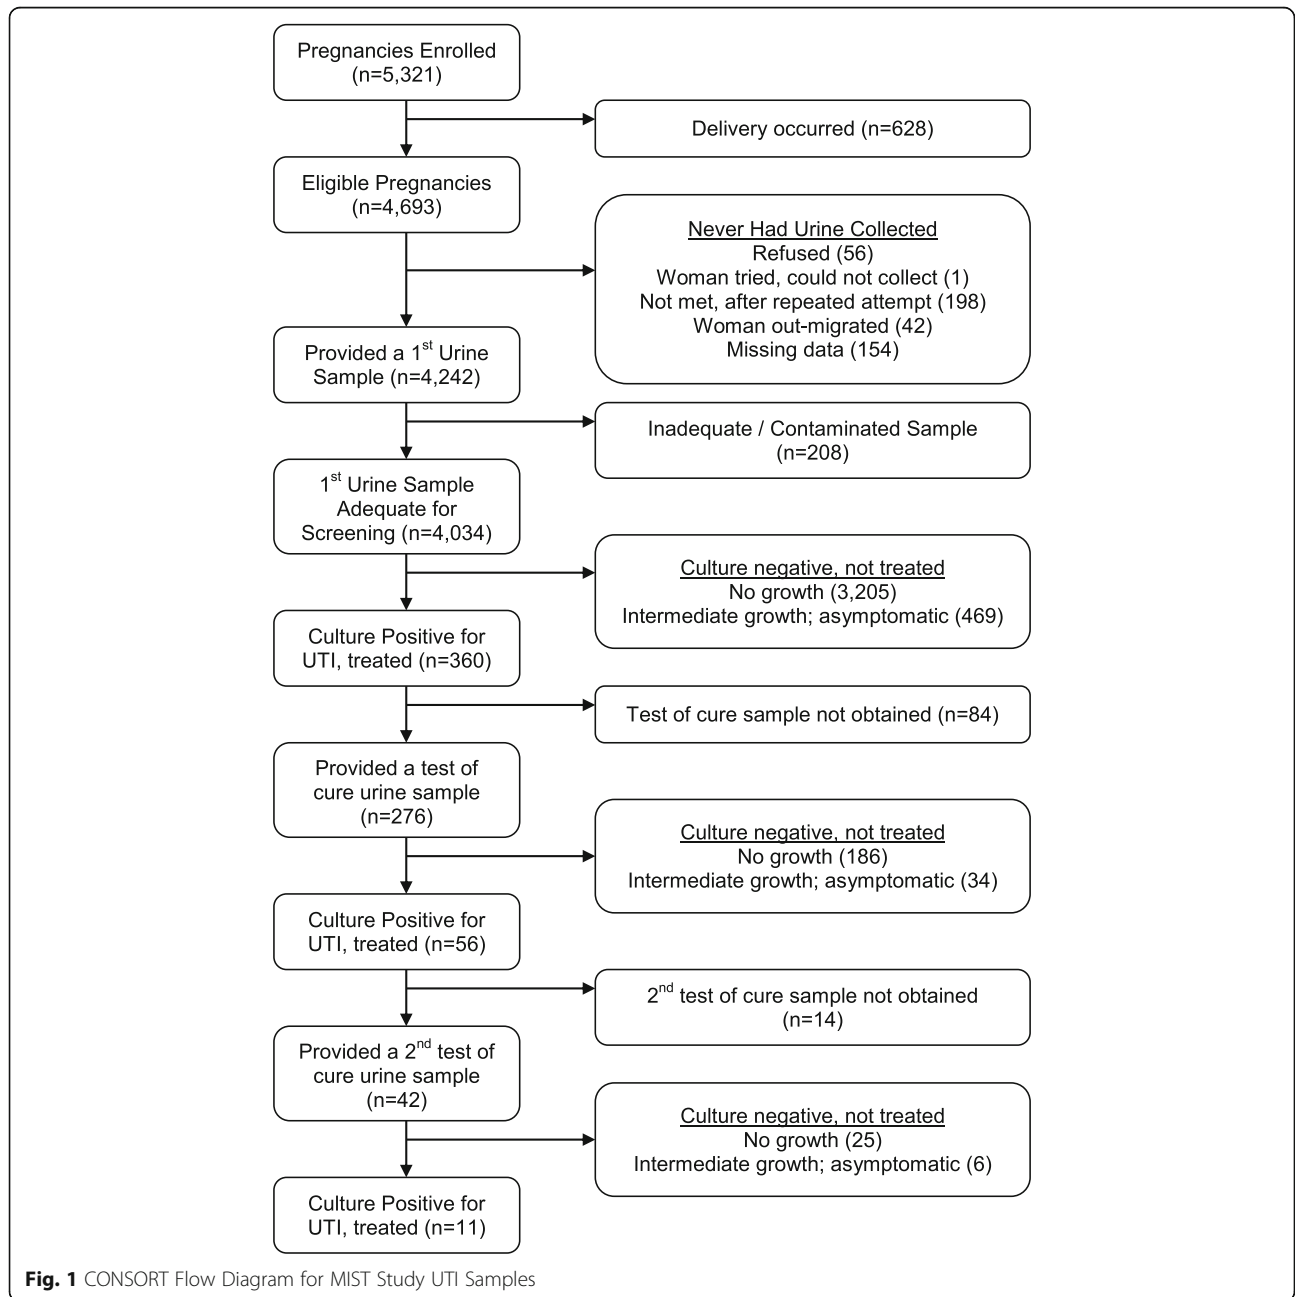 Pregnancies Enrolled
(n=5,321)
Delivery occurred (n=628)
Eligible Pregnancies
(n=4,693)
Never Had Urine Collected
Refused (56)
Woman tried, could not collect (1)
Not met, after repeated attempt (198)
Woman out-migrated (42)
Missing data (154)
Provided a 1st Urine
Sample (n=4,242)
Inadequate / Contaminated Sample
(n=208)
1st Urine Sample
Adequate for
Screening (n=4,034)
Culture negative, not treated
No growth (3,205)
Intermediate growth; asymptomatic (469)
Culture Positive for
UTI, treated (n=360)
Test of cure sample not obtained (n=84)
Provided a test of
cure urine sample
(n=276)
Culture negative, not treated
No growth (186)
Intermediate growth; asymptomatic (34)
Culture Positive for
UTI, treated (n=56)
2nd test of cure sample not obtained
(n=14)
Provided a 2nd test of
cure urine sample
(n=42)
Culture negative, not treated
No growth (25)
Intermediate growth; asymptomatic (6)
Culture Positive for
UTI, treated (n=11)
Fig. 1 CONSORT Flow Diagram for MIST Study UTI Samples